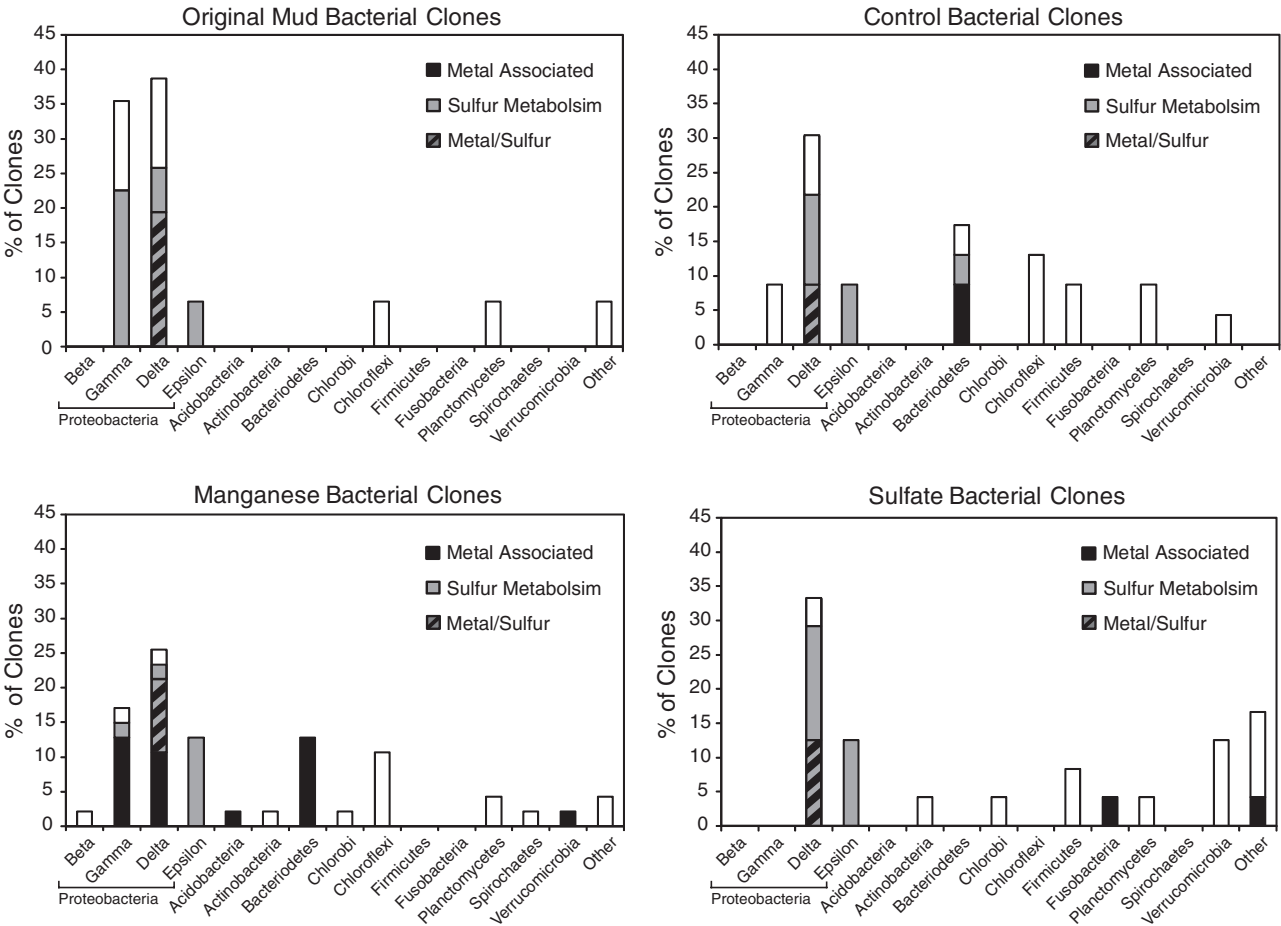 Original Mud Bacterial Clones
% of Clones
45
40
35
30
25
20
15
10
5
0
Metal Associated
Sulfur Metabolsim
Metal/Sulfur
Beta
Gamma
Delta
Epsilon
Acidobacteria
Actinobacteria
Bacteriodetes
Chlorobi
Chloroflexi
Firmicutes
Fusobacteria
Planctomycetes
Spirochaetes
Verrucomicrobia
Other
Proteobacteria
Control Bacterial Clones
% of Clones
45
40
35
30
25
20
15
10
5
0
Metal Associated
Sulfur Metabolsim
Metal/Sulfur
Beta
Gamma
Delta
Epsilon
Acidobacteria
Actinobacteria
Bacteriodetes
Chlorobi
Chloroflexi
Firmicutes
Fusobacteria
Planctomycetes
Spirochaetes
Verrucomicrobia
Other
Proteobacteria
Manganese Bacterial Clones
% of Clones
45
40
35
30
25
20
15
10
5
0
Metal Associated
Sulfur Metabolsim
Metal/Sulfur
Beta
Gamma
Delta
Epsilon
Acidobacteria
Actinobacteria
Bacteriodetes
Chlorobi
Chloroflexi
Firmicutes
Fusobacteria
Planctomycetes
Spirochaetes
Verrucomicrobia
Other
Proteobacteria
Sulfate Bacterial Clones
% of Clones
45
40
35
30
25
20
15
10
5
0
Metal Associated
Sulfur Metabolsim
Metal/Sulfur
Beta
Gamma
Delta
Epsilon
Acidobacteria
Actinobacteria
Bacteriodetes
Chlorobi
Chloroflexi
Firmicutes
Fusobacteria
Planctomycetes
Spirochaetes
Verrucomicrobia
Other
Proteobacteria